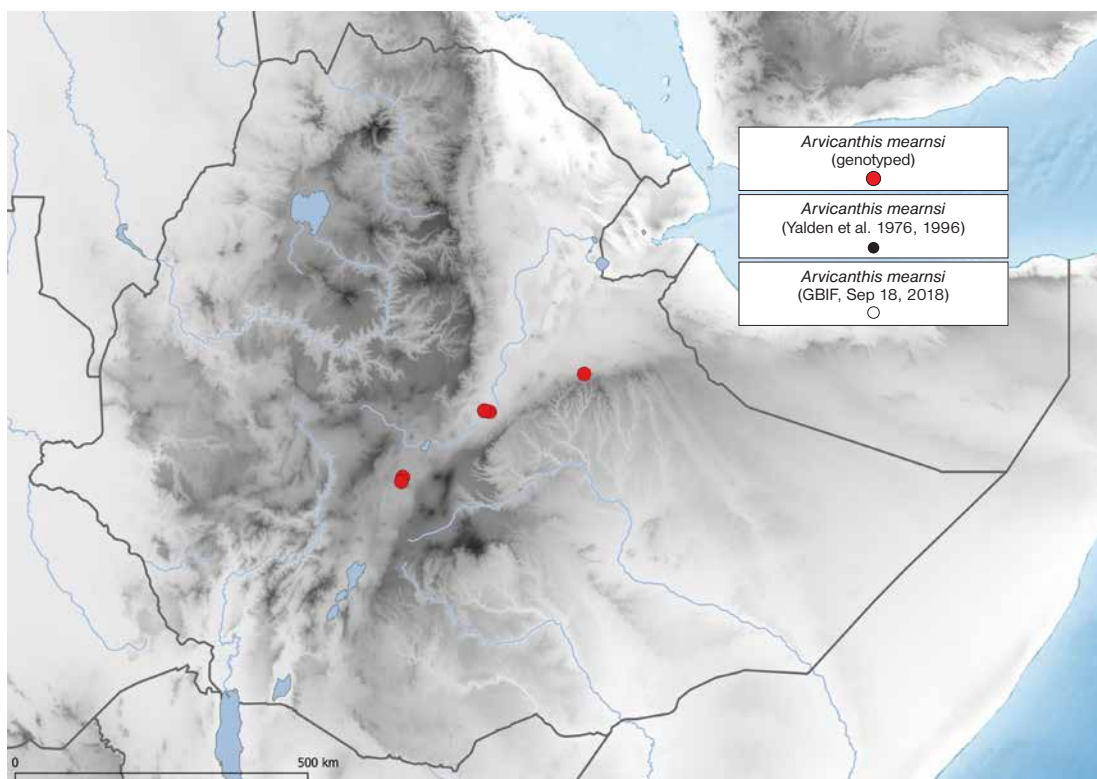 Arvicanthis mearnsi
(genotyped)
Arvicanthis mearnsi
(Yalden et al. 1976, 1996)
Arvicanthis mearnsi
(GBIF, Sep 18, 2018)
0 500 km